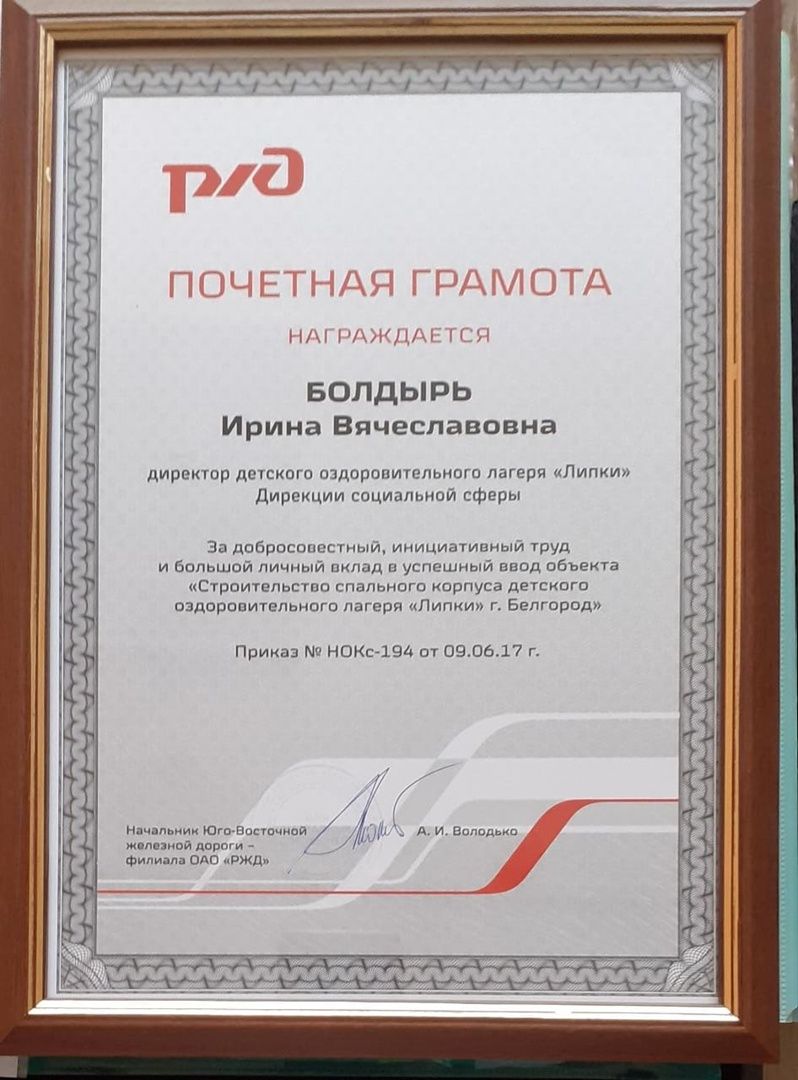 РЖД
ПОЧЕТНАЯ ГРАМОТА
НАГРАЖДАЕТСЯ
БОЛДЫРЬ
Ирина Вячеславовна
директор детского оздоровительного лагеря «Липки»
Дирекции социальной сферы
За добросовестный, инициативный труд
и большой личный вклад в успешный ввод объекта
«Строительство спального корпуса детского
оздоровительного лагеря «Липки» г. Белгород»
Приказ № НОКс-194 от 09.06.17 г.
Начальник Юго-Восточной
железной дороги –
филиала ОАО «РЖД»
А. И. Володько